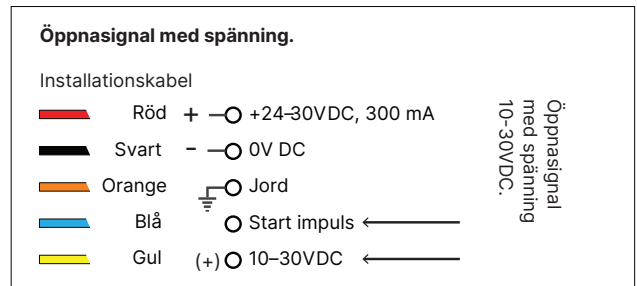 Öppnasignal med spänning.
Installationskabel
Röd + +24–30VDC, 300 mA
Svart - 0V DC
Orange Jord
Blå Start impuls
Gul (+) 10–30VDC
Öppnasignal
med spänning
10-30VDC.